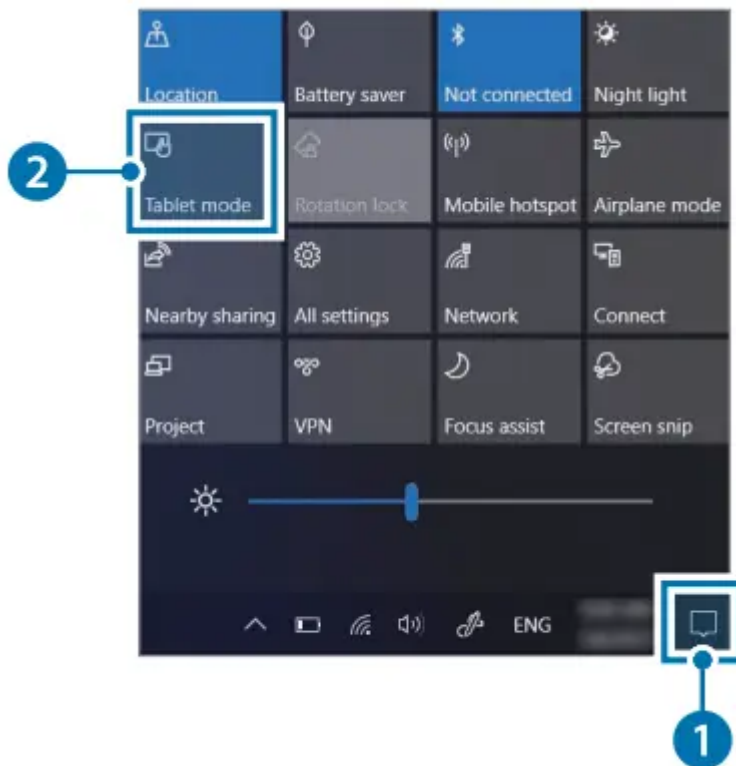 Location Battery saver Not connected Night light
2
Tablet mode Rotation lock Mobile hotspot Airplane mode
Nearby sharing All settings Network Connect
Project VPN Focus assist Screen snip
ENG
1